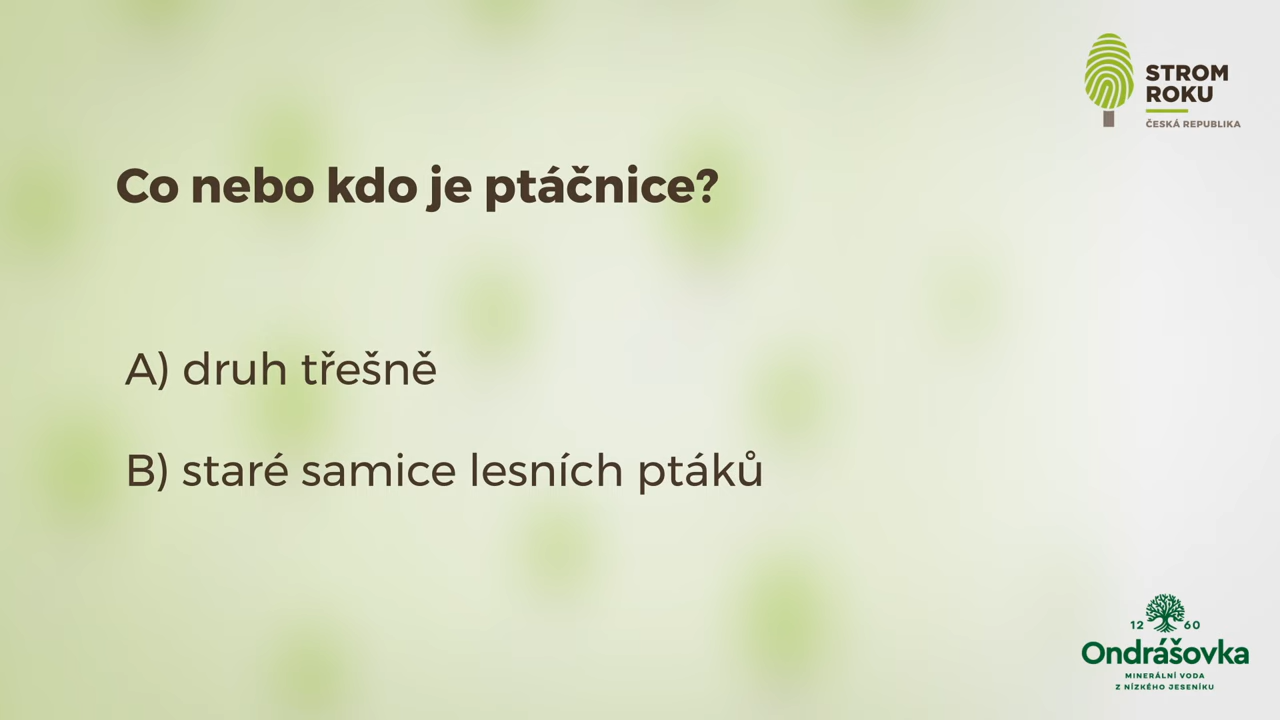 STROM
ROKU
ČESKÁ REPUBLIKA
Co nebo kdo je ptáčnice?
A) druh třešně
B) staré samice lesních ptáků
12 60
Ondrášovka
MINERÁLNÍ VODA
Z NÍZKÉHO JESENÍKU